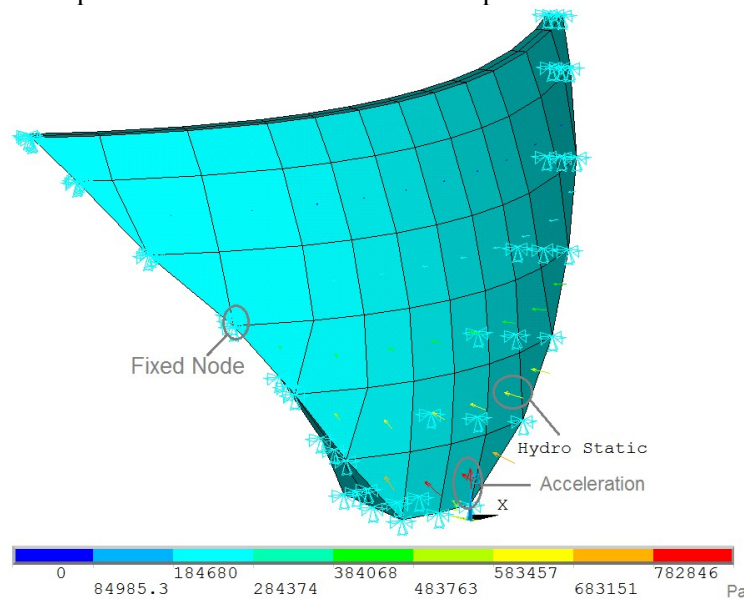 Fixed Node
Hydro Static
Acceleration
X
0 184680 384068 583457 782846
84985.3 284374 483763 683151 Pa